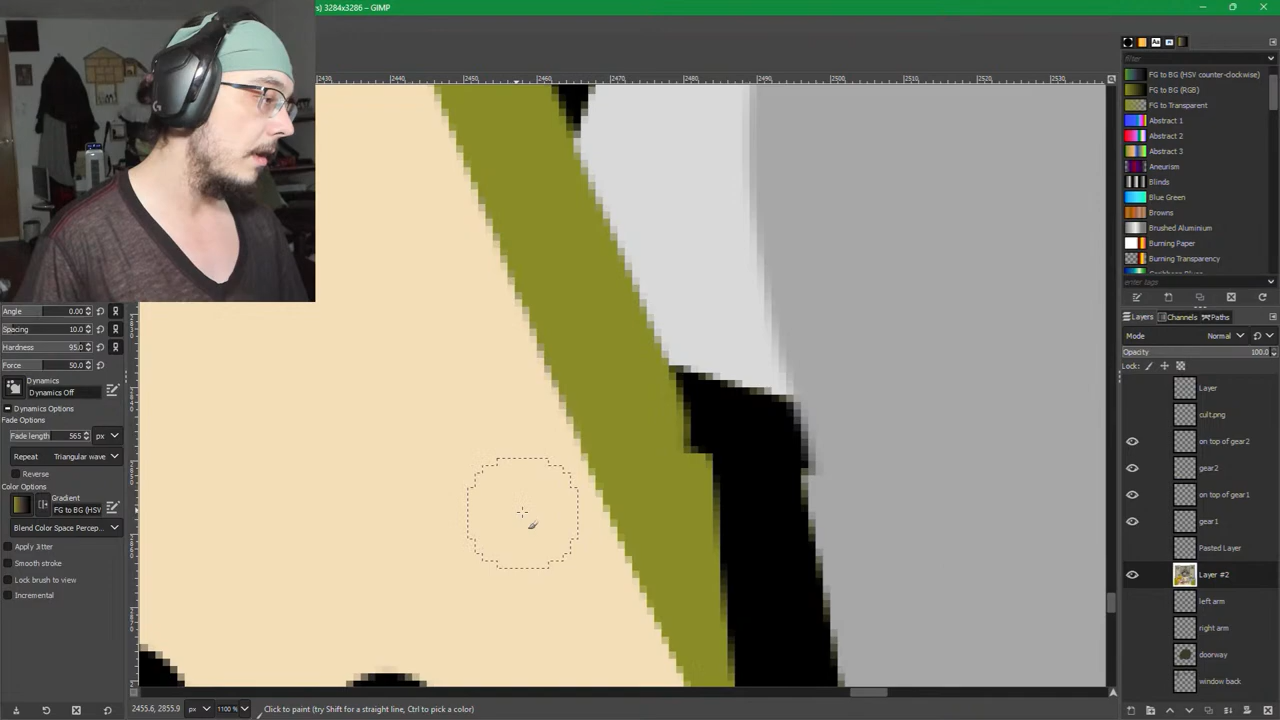 ) 3284x3286 – GIMP
2430 2440 2450 2460 2470 2480 2490 2500 2510 2520 2530
filter
FG to BG (HSV counter-clockwise)
FG to BG (RGB)
FG to Transparent
Abstract 1
Abstract 2
Abstract 3
Aneurism
Blinds
Blue Green
Browns
Brushed Aluminium
Burning Paper
Burning Transparency
enter tags
Layers Channels Paths
Mode Normal
Opacity 100.0
Lock:
Layer
cult.png
on top of gear2
gear2
on top of gear1
gear1
Pasted Layer
Layer #2
left arm
right arm
doorway
window back
Angle 0.00
Spacing 10.0
Hardness 95.0
Force 50.0
Dynamics
Dynamics Off
Dynamics Options
Fade Options
Fade length 565 px
Repeat Triangular wave
Reverse
Color Options
Gradient
FG to BG (HSV
Blend Color Space Percep...
Apply Jitter
Smooth stroke
Lock brush to view
Incremental
2455.6, 2855.9 px 1100 % Click to paint (try Shift for a straight line, Ctrl to pick a color)